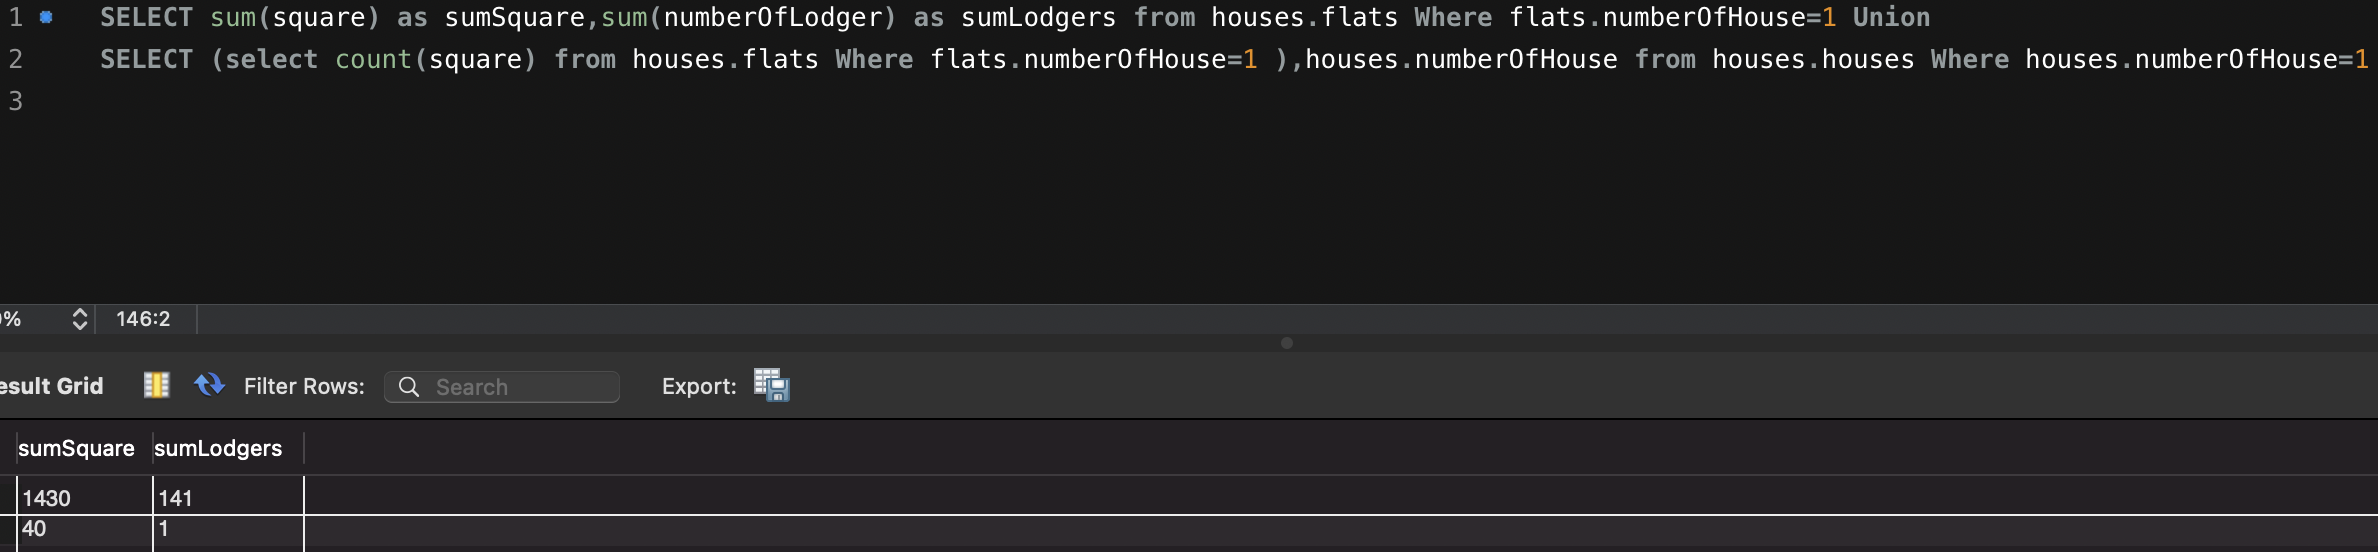 1 SELECT sum(square) as sumSquare,sum(numberOfLodger) as sumLodgers from houses.flats Where flats.numberOfHouse=1 Union
2 SELECT (select count(square) from houses.flats Where flats.numberOfHouse=1 ),houses.numberOfHouse from houses.houses Where houses.numberOfHouse=1
3
% 146:2
esult Grid Filter Rows: Search Export:
sumSquare sumLodgers
1430 141
40 1